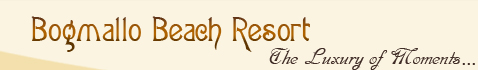 Bogmallo Beach Resort
The Luxury of Moments...